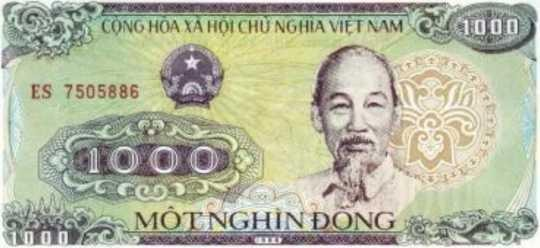 CỘNG HÒA XÃ HỘI CHỦ NGHĨA VIỆT NAM
1000
ES 7505886
1000
1000
MỘT NGHÌN ĐỒNG